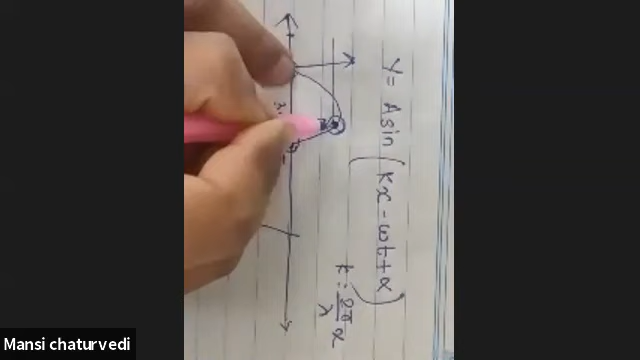 y = A sin (kx - ωt + α)
k = 2π/λ x
Mansi chaturvedi